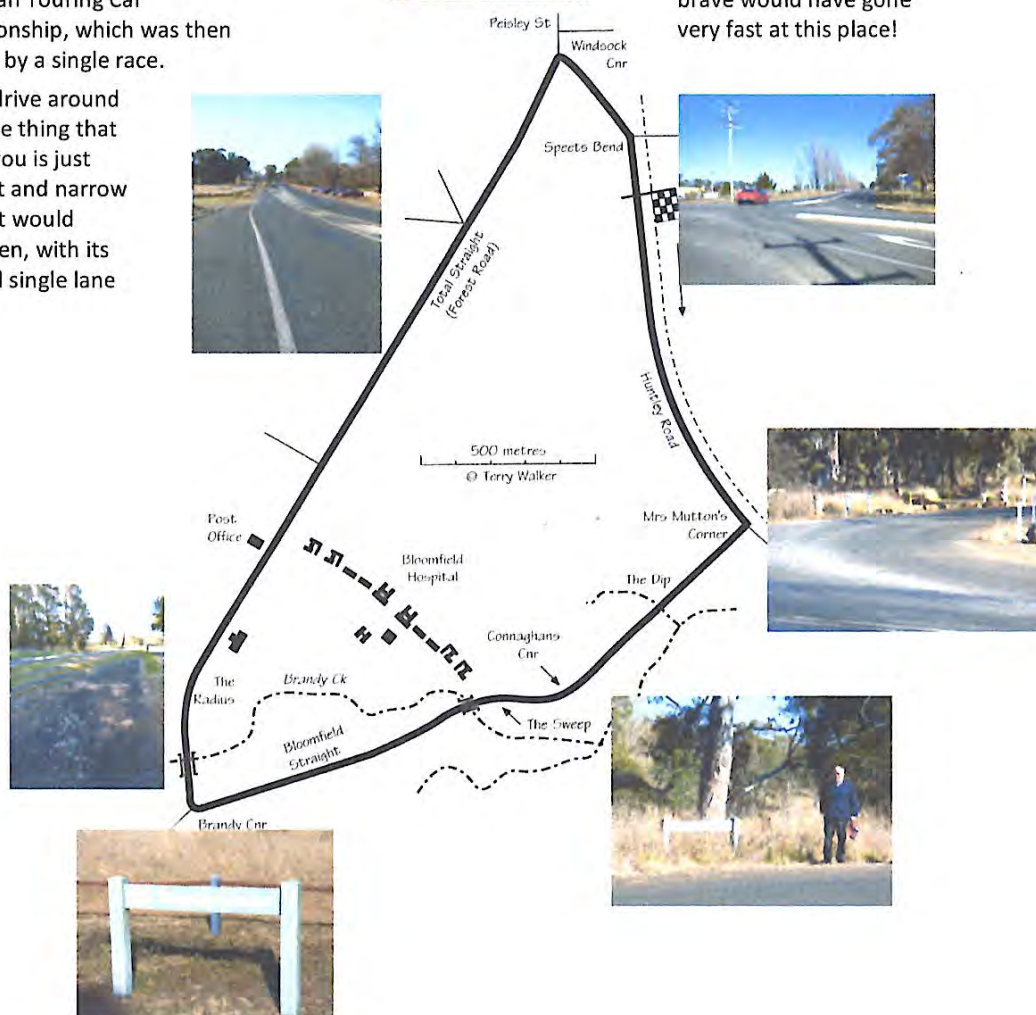 an Touring Car
onship, which was then
by a single race.
drive around
e thing that
you is just
t and narrow
t would
en, with its
l single lane
brave would have gone
very fast at this place!
Peisley St
Windsock
Cnr
Speets Bend
Total Straight
(Forest Road)
Huntley Road
500 metres
© Terry Walker
Mrs Mutton's
Corner
Post
Office
Bloomfield
Hospital
The Dip
Connaghans
Cnr
The
Radius
Brandy Ck
The Sweep
Bloomfield
Straight
Brandy Cnr